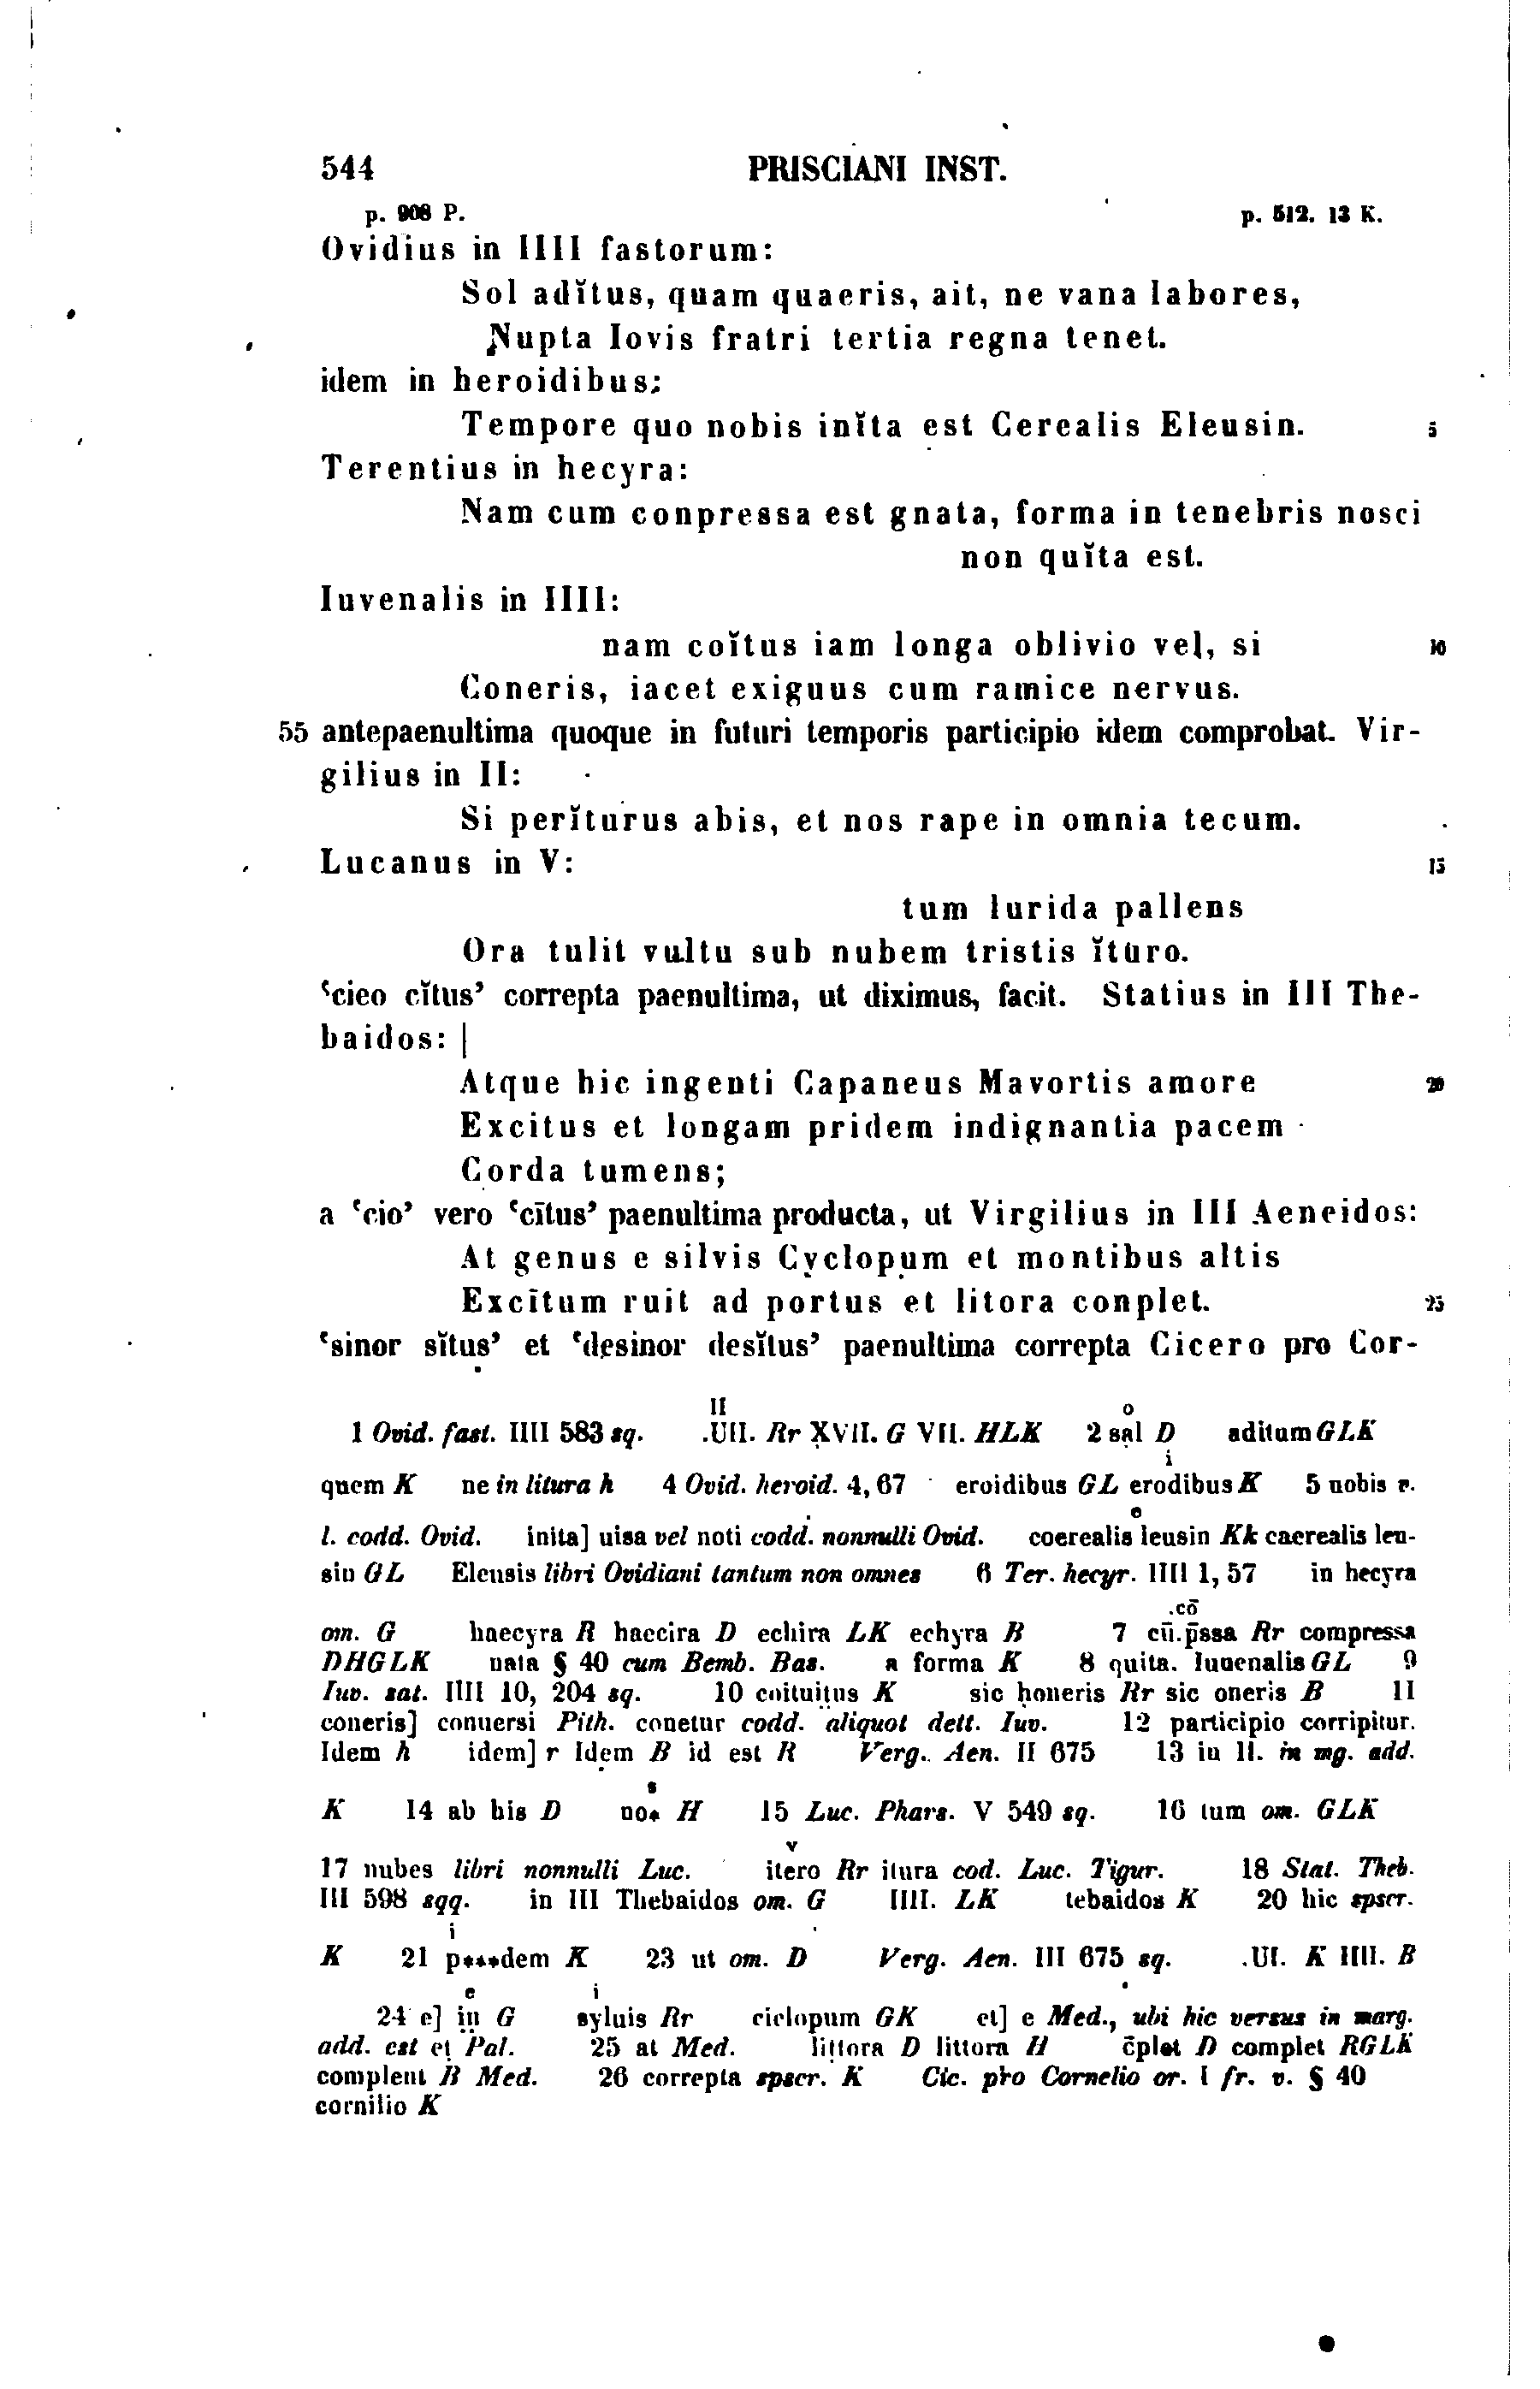 544 PRISCIANI INST.
p. 908 P. p. 512. 13 K.
Ovidius in IIII fastorum:
Sol adĭtus, quam quaeris, ait, ne vana labores,
Nupta Iovis fratri tertia regna tenet.
idem in heroidibus:
Tempore quo nobis inĭta est Cerealis Eleusin. 5
Terentius in hecyra:
Nam cum conpressa est gnata, forma in tenebris nosci
non quĭta est.
Iuvenalis in IIII:
nam coĭtus iam longa oblivio vel, si 10
Coneris, iacet exiguus cum ramice nervus.
55 antepaenultima quoque in futuri temporis participio idem comprobat. Vir-
gilius in II:
Si perĭturus abis, et nos rape in omnia tecum.
Lucanus in V: 15
tum lurida pallens
Ora tulit vultu sub nubem tristis ĭturo.
‘cieo cĭtus’ correpta paenultima, ut diximus, facit. Statius in III The-
baidos: |
Atque hic ingenti Capaneus Mavortis amore 20
Excitus et longam pridem indignantia pacem
Corda tumens;
a ‘cio’ vero ‘cītus’ paenultima producta, ut Virgilius in III Aeneidos:
At genus e silvis Cyclopum et montibus altis
Excītum ruit ad portus et litora conplet. 25
‘sinor sĭtus’ et ‘desinor desĭtus’ paenultima correpta Cicero pro Cor-
II o
1 Ovid. fast. IIII 583 sq. .UII. Rr XVII. G VII. HLK 2 sạl D aditum GLK
i
quem K ne in litura h 4 Ovid. heroid. 4, 67 eroidibus GL erodibus K 5 nobis r.
e
l. codd. Ovid. inita] uisa vel noti codd. nonnulli Ovid. coerealis leusin Kk caerealis leu-
sin GL Eleusis libri Ovidiani tantum non omnes 6 Ter. hecyr. IIII 1, 57 in hecyra
.cō
om. G haecyra R haecira D echira LK echyra B 7 cū.p̄ssa Rr compressa
DHGLK nata § 40 cum Bemb. Bas. a forma K 8 quita. Iuuenalis GL 9
Iuv. sat. IIII 10, 204 sq. 10 coituịtus K sic ḥoneris Rr sic oneris B 11
coneris] conuersi Pith. conetur codd. aliquot dett. Iuv. 12 participio corripitur.
Idem h idem] r Idem B id est R Verg. Aen. II 675 13 in II. in mg. add.
s
K 14 ab his D no* H 15 Luc. Phars. V 549 sq. 16 tum om. GLK
v
17 nubes libri nonnulli Luc. itero Rr itura cod. Luc. Tigur. 18 Stat. Theb.
III 598 sqq. in III Thebaidos om. G IIII. LK tebaidos K 20 hic spscr.
i
K 21 p***dem K 23 ut om. D Verg. Aen. III 675 sq. .UI. K IIII. B
e i
24 e] iṇ G syluis Rr ciclopum GK et] e Med., ubi hic versus in marg.
add. est eṭ Pal. 25 at Med. liṭtora D littora H c̄plet D complet RGLK
complent B Med. 26 correpta spscr. K Cic. pro Cornelio or. I fr. v. § 40
cornilio K